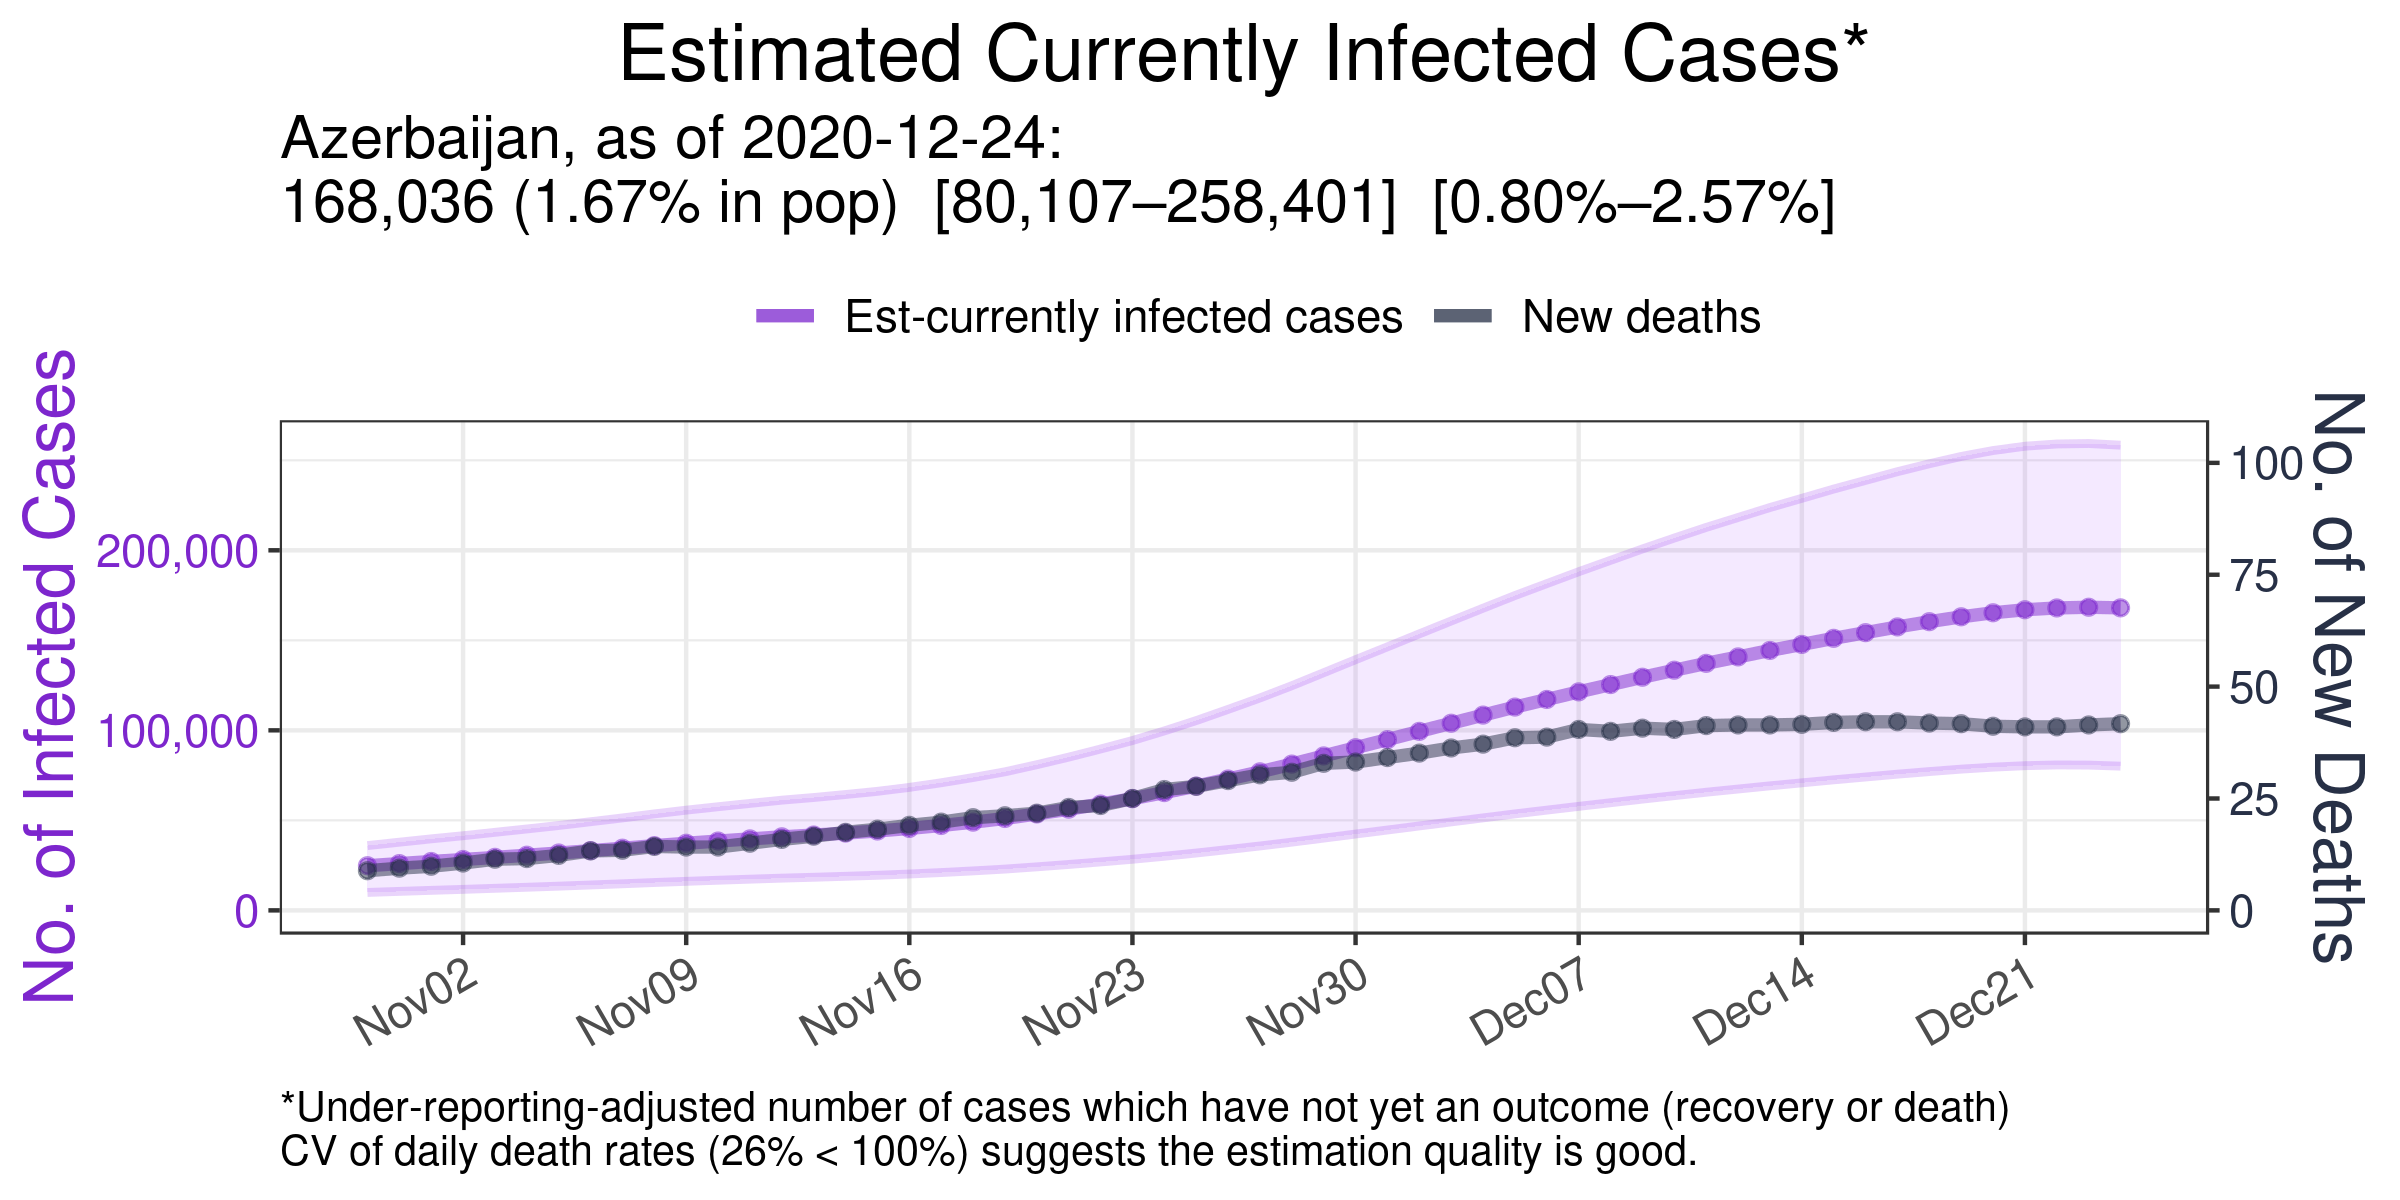 Estimated Currently Infected Cases*
Azerbaijan, as of 2020-12-24:
168,036 (1.67% in pop)  [80,107–258,401]  [0.80%–2.57%]
Est-currently infected cases
New deaths
No. of Infected Cases
200,000
100,000
0
No. of New Deaths
100
75
50
25
0
Nov02
Nov09
Nov16
Nov23
Nov30
Dec07
Dec14
Dec21
*Under-reporting-adjusted number of cases which have not yet an outcome (recovery or death)
CV of daily death rates (26% < 100%) suggests the estimation quality is good.